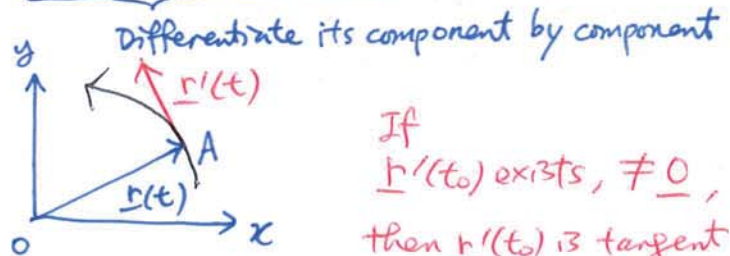 Differentiate its component by component
y
r'(t)
A
r(t)
O
x
If
r'(t₀) exists, ≠ 0,
then r'(t₀) is tangent